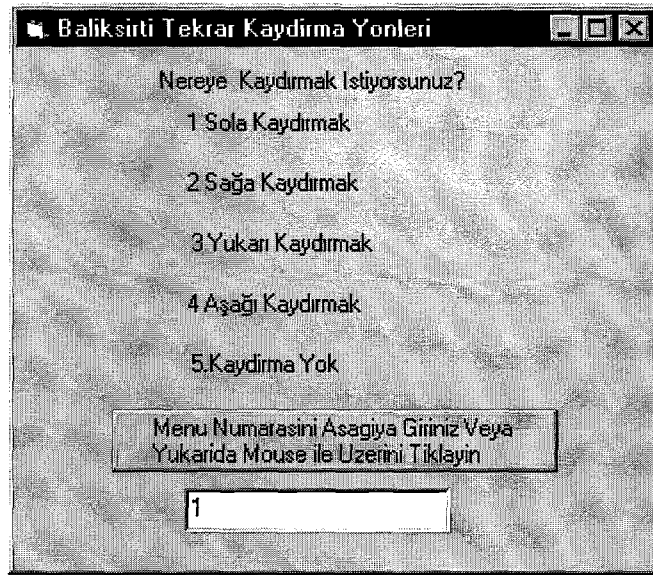 Baliksirti Tekrar Kaydirma Yonleri
Nereye Kaydırmak Istiyorsunuz?
1 Sola Kaydırmak
2 Sağa Kaydırmak
3.Yukarı Kaydırmak
4 Aşağı Kaydırmak
5.Kaydirma Yok
Menu Numarasini Asagiya Giriniz Veya
Yukarida Mouse ile Uzerini Tiklayin
1